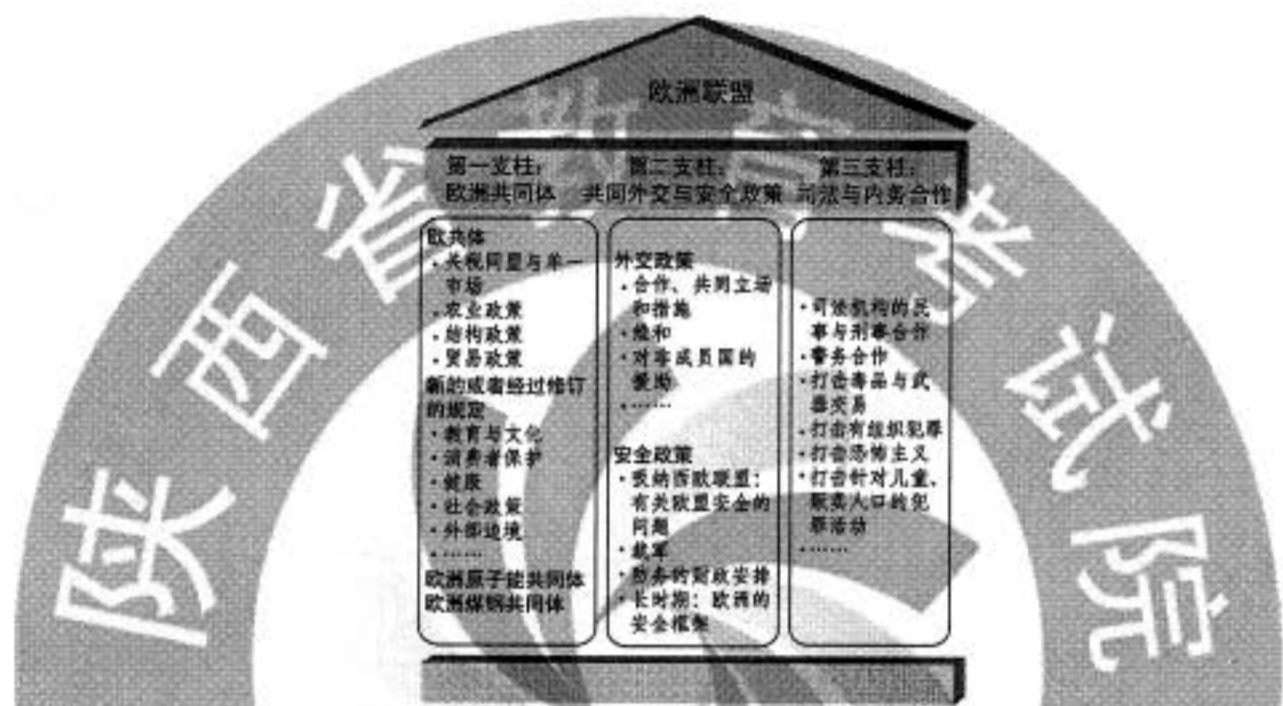 欧洲联盟
第一支柱:
欧洲共同体
第二支柱:
共同外交与安全政策
第三支柱:
司法与内务合作
欧共体
·关税同盟与单一
市场
·农业政策
·结构政策
·贸易政策
新的或者经过修订
的规定
·教育与文化
·消费者保护
·健康
·社会政策
·外部边境
·……
欧洲原子能共同体
欧洲煤钢共同体
外交政策
·合作、共同立场
和措施
·维和
·对非成员国的
援助
·……
安全政策
·吸纳西欧联盟:
有关欧盟安全的
问题
·裁军
·防务的财政安排
·长时期:欧洲的
安全框架
·司法机构的民
事与刑事合作
·警务合作
·打击毒品与武
器交易
·打击有组织犯罪
·打击恐怖主义
·打击针对儿童、
贩卖人口的犯
罪活动
·……
陕西省教育考试院